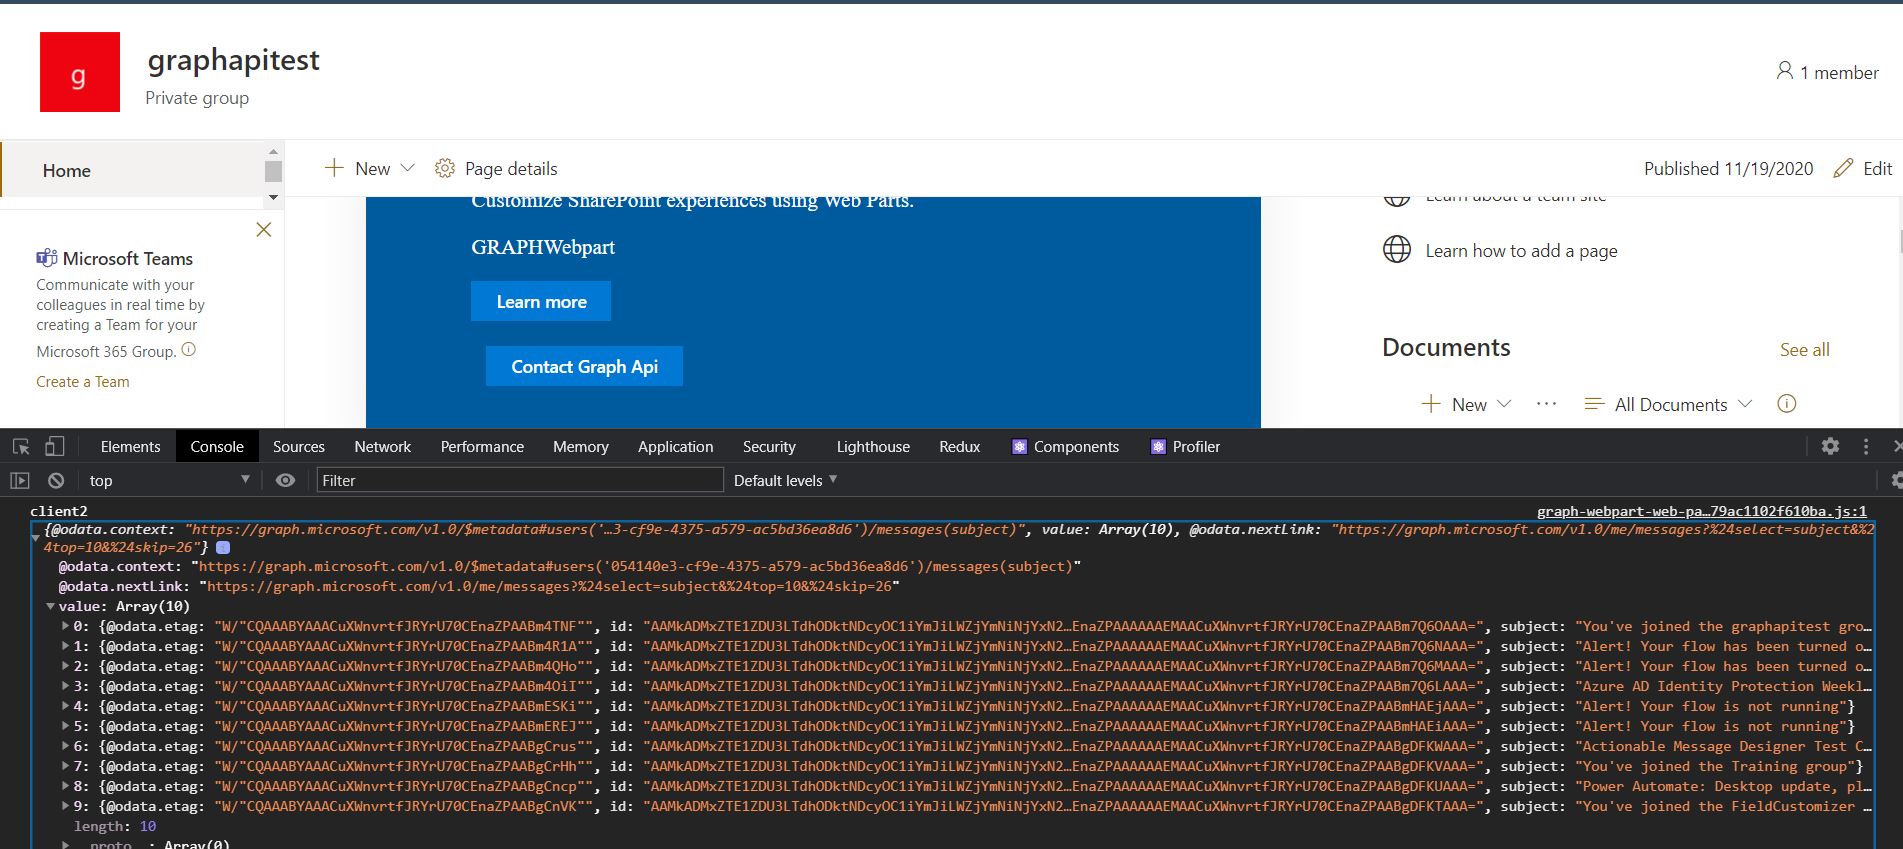 g
graphapitest
Private group
1 member
Home
New
Page details
Published 11/19/2020
Edit
Customize SharePoint experiences using Web Parts.
GRAPHWebpart
Learn more
Contact Graph Api
Learn about a team site
Learn how to add a page
Microsoft Teams
Communicate with your
colleagues in real time by
creating a Team for your
Microsoft 365 Group.
Create a Team
Documents
See all
New ··· All Documents
Elements Console Sources Network Performance Memory Application Security Lighthouse Redux Components Profiler
top Filter Default levels
client2 graph-webpart-web-pa…79ac1102f610ba.js:1
{@odata.context: "https://graph.microsoft.com/v1.0/$metadata#users('…3-cf9e-4375-a579-ac5bd36ea8d6')/messages(subject)", value: Array(10), @odata.nextLink: "https://graph.microsoft.com/v1.0/me/messages?%24select=subject&%2
4top=10&%24skip=26"}
@odata.context: "https://graph.microsoft.com/v1.0/$metadata#users('054140e3-cf9e-4375-a579-ac5bd36ea8d6')/messages(subject)"
@odata.nextLink: "https://graph.microsoft.com/v1.0/me/messages?%24select=subject&%24top=10&%24skip=26"
value: Array(10)
0: {@odata.etag: "W/"CQAAABYAAACuXWnvrtfJRYrU70CEnaZPAABm4TNF"", id: "AAMkADMxZTE1ZDU3LTdhODktNDcyOC1iYmJiLWZjYmNiNjYxN2…EnaZPAAAAAAEMAACuXWnvrtfJRYrU70CEnaZPAABm7Q6OAAA=", subject: "You've joined the graphapitest gro…
1: {@odata.etag: "W/"CQAAABYAAACuXWnvrtfJRYrU70CEnaZPAABm4R1A"", id: "AAMkADMxZTE1ZDU3LTdhODktNDcyOC1iYmJiLWZjYmNiNjYxN2…EnaZPAAAAAAEMAACuXWnvrtfJRYrU70CEnaZPAABm7Q6NAAA=", subject: "Alert! Your flow has been turned o…
2: {@odata.etag: "W/"CQAAABYAAACuXWnvrtfJRYrU70CEnaZPAABm4QHo"", id: "AAMkADMxZTE1ZDU3LTdhODktNDcyOC1iYmJiLWZjYmNiNjYxN2…EnaZPAAAAAAEMAACuXWnvrtfJRYrU70CEnaZPAABm7Q6MAAA=", subject: "Alert! Your flow has been turned o…
3: {@odata.etag: "W/"CQAAABYAAACuXWnvrtfJRYrU70CEnaZPAABm4OiI"", id: "AAMkADMxZTE1ZDU3LTdhODktNDcyOC1iYmJiLWZjYmNiNjYxN2…EnaZPAAAAAAEMAACuXWnvrtfJRYrU70CEnaZPAABm7Q6LAAA=", subject: "Azure AD Identity Protection Weekl…
4: {@odata.etag: "W/"CQAAABYAAACuXWnvrtfJRYrU70CEnaZPAABmESKi"", id: "AAMkADMxZTE1ZDU3LTdhODktNDcyOC1iYmJiLWZjYmNiNjYxN2…EnaZPAAAAAAEMAACuXWnvrtfJRYrU70CEnaZPAABmHAEjAAA=", subject: "Alert! Your flow is not running"}
5: {@odata.etag: "W/"CQAAABYAAACuXWnvrtfJRYrU70CEnaZPAABmEREJ"", id: "AAMkADMxZTE1ZDU3LTdhODktNDcyOC1iYmJiLWZjYmNiNjYxN2…EnaZPAAAAAAEMAACuXWnvrtfJRYrU70CEnaZPAABmHAEiAAA=", subject: "Alert! Your flow is not running"}
6: {@odata.etag: "W/"CQAAABYAAACuXWnvrtfJRYrU70CEnaZPAABgCrus"", id: "AAMkADMxZTE1ZDU3LTdhODktNDcyOC1iYmJiLWZjYmNiNjYxN2…EnaZPAAAAAAEMAACuXWnvrtfJRYrU70CEnaZPAABgDFKWAAA=", subject: "Actionable Message Designer Test C…
7: {@odata.etag: "W/"CQAAABYAAACuXWnvrtfJRYrU70CEnaZPAABgCrHh"", id: "AAMkADMxZTE1ZDU3LTdhODktNDcyOC1iYmJiLWZjYmNiNjYxN2…EnaZPAAAAAAEMAACuXWnvrtfJRYrU70CEnaZPAABgDFKVAAA=", subject: "You've joined the Training group"}
8: {@odata.etag: "W/"CQAAABYAAACuXWnvrtfJRYrU70CEnaZPAABgCncp"", id: "AAMkADMxZTE1ZDU3LTdhODktNDcyOC1iYmJiLWZjYmNiNjYxN2…EnaZPAAAAAAEMAACuXWnvrtfJRYrU70CEnaZPAABgDFKUAAA=", subject: "Power Automate: Desktop update, pl…
9: {@odata.etag: "W/"CQAAABYAAACuXWnvrtfJRYrU70CEnaZPAABgCnVK"", id: "AAMkADMxZTE1ZDU3LTdhODktNDcyOC1iYmJiLWZjYmNiNjYxN2…EnaZPAAAAAAEMAACuXWnvrtfJRYrU70CEnaZPAABgDFKTAAA=", subject: "You've joined the FieldCustomizer …
length: 10
__proto__: Array(0)